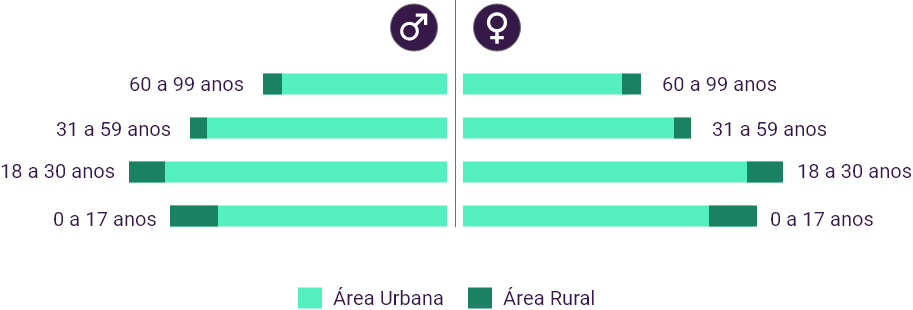 60 a 99 anos 60 a 99 anos
31 a 59 anos 31 a 59 anos
18 a 30 anos 18 a 30 anos
0 a 17 anos 0 a 17 anos
Área Urbana Área Rural